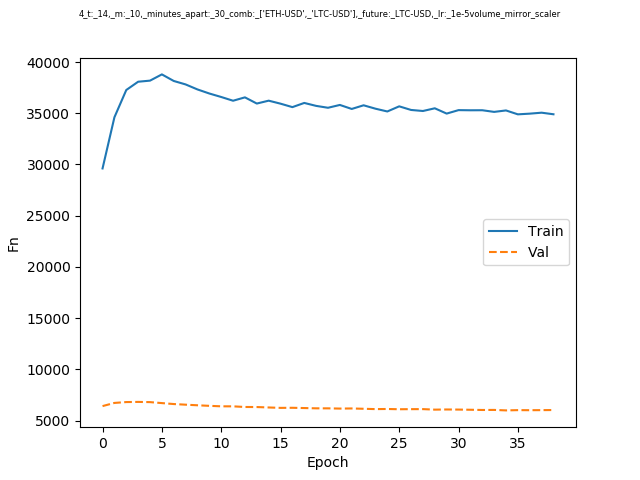 4_t:_14,_m:_10,_minutes_apart:_30_comb:_['ETH-USD',_'LTC-USD'],_future:_LTC-USD,_lr:_1e-5volume_mirror_scaler
40000
35000
30000
25000
20000
15000
10000
5000
Fn
Train
Val
0 5 10 15 20 25 30 35
Epoch